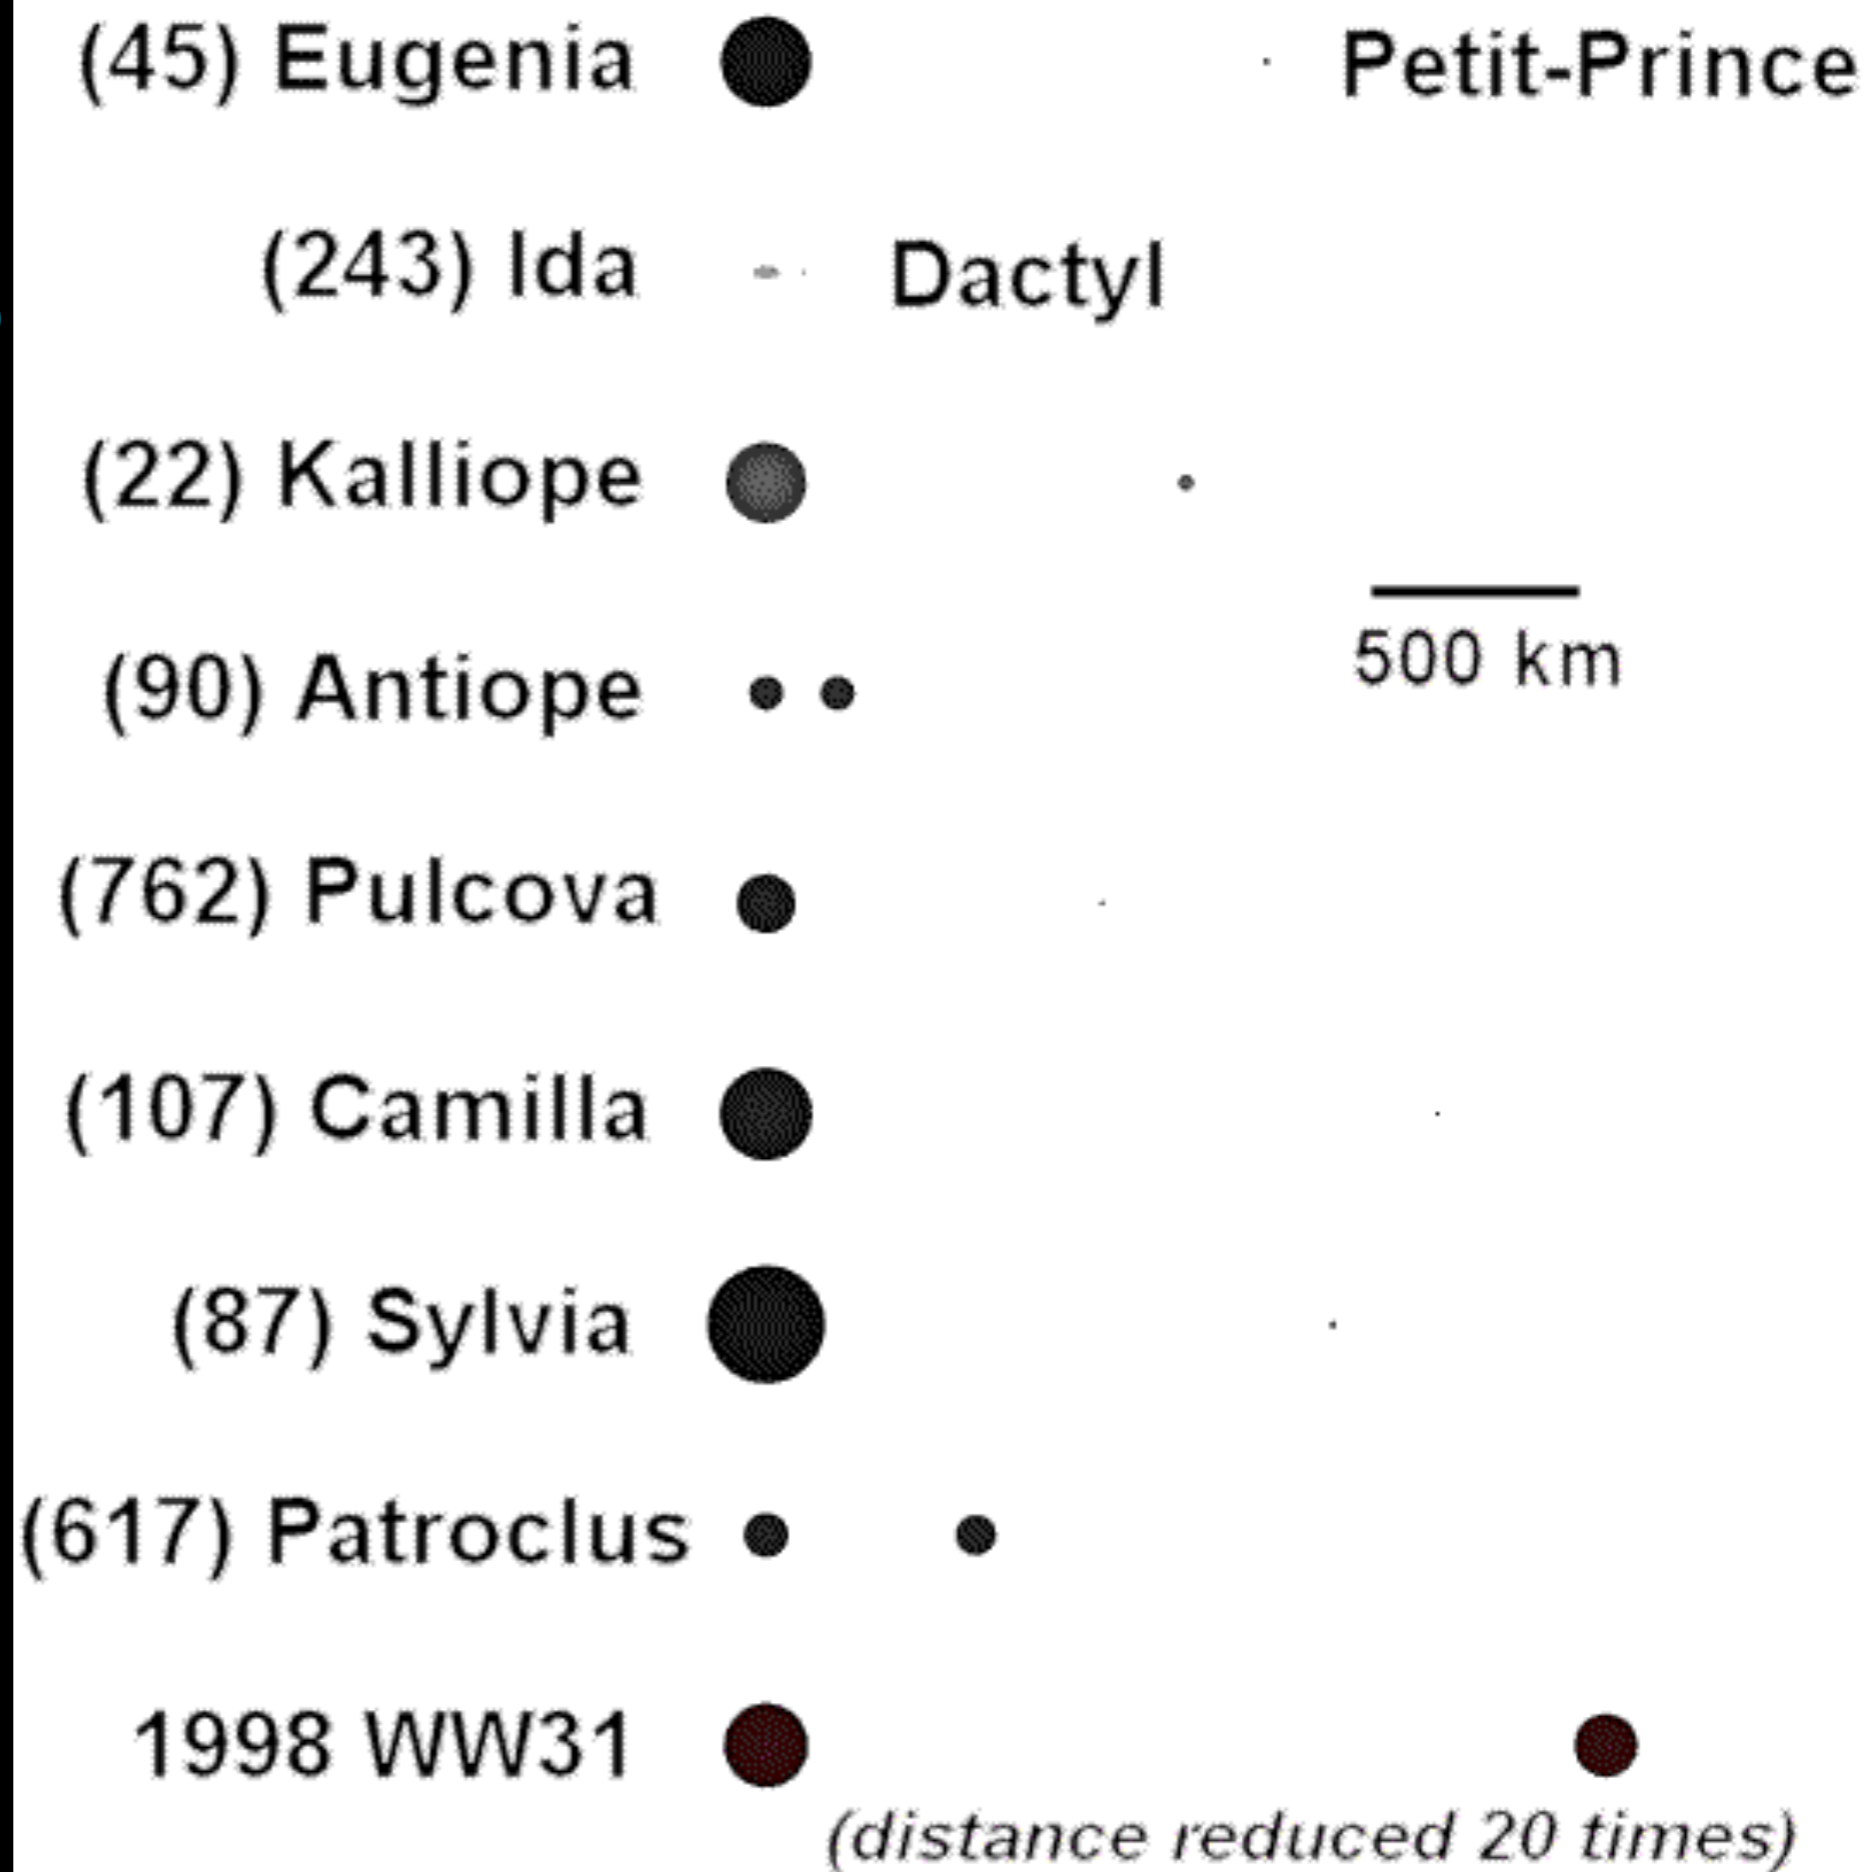 (45) Eugenia Petit-Prince
(243) Ida Dactyl
(22) Kalliope
500 km
(90) Antiope
(762) Pulcova
(107) Camilla
(87) Sylvia
(617) Patroclus
1998 WW31
(distance reduced 20 times)